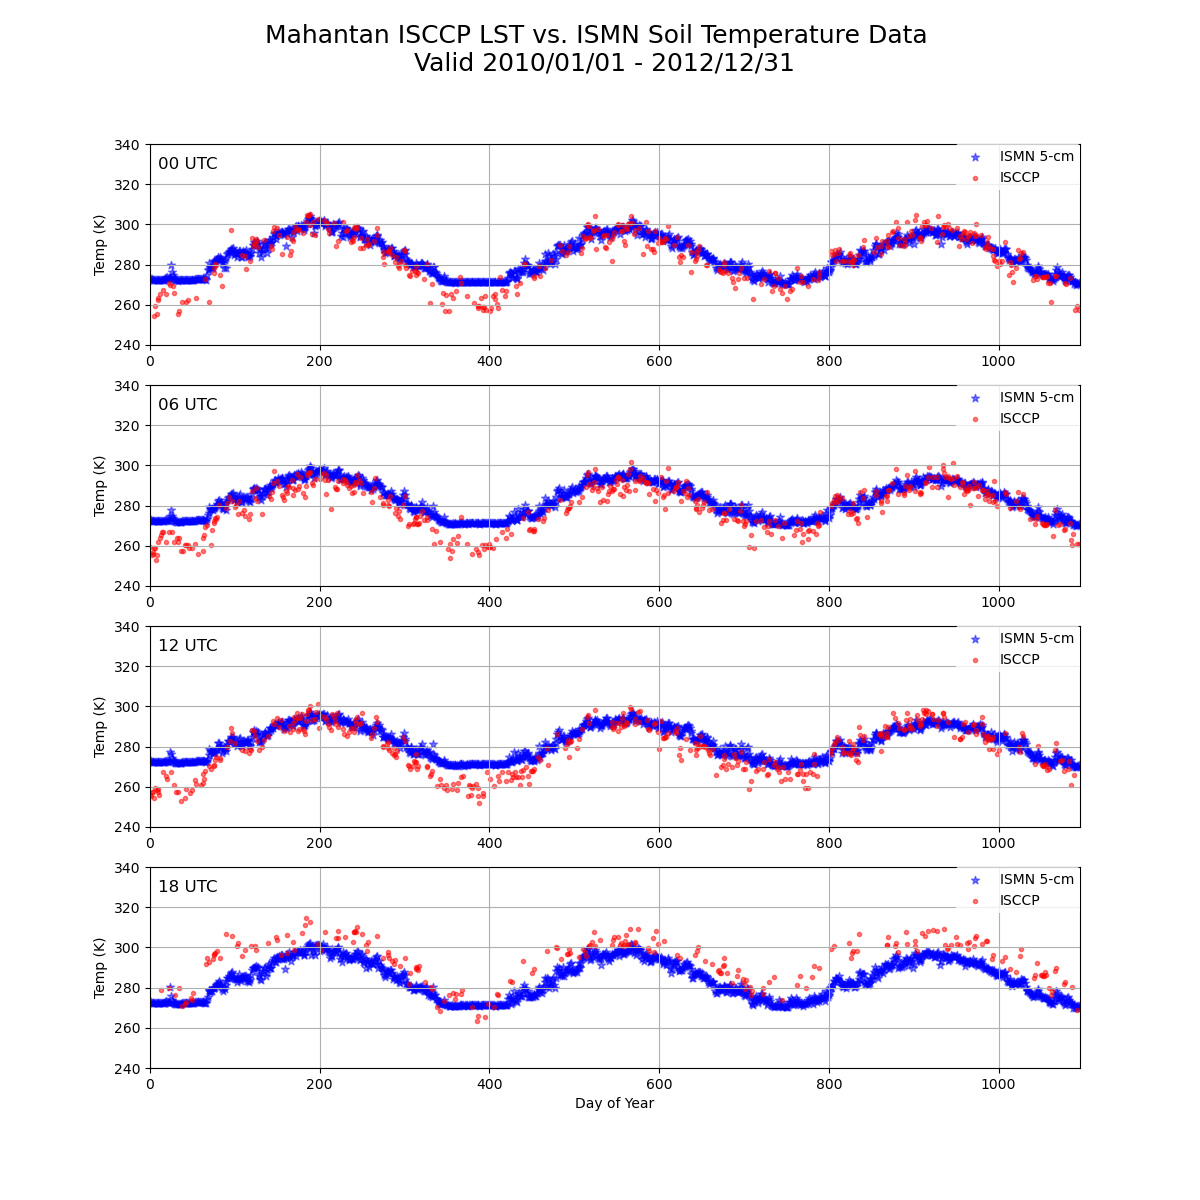 Mahantan ISCCP LST vs. ISMN Soil Temperature Data
Valid 2010/01/01 - 2012/12/31
340
320
300
280
260
240
Temp (K)
00 UTC
ISMN 5-cm
ISCCP
0 200 400 600 800 1000
340
320
300
280
260
240
Temp (K)
06 UTC
ISMN 5-cm
ISCCP
0 200 400 600 800 1000
340
320
300
280
260
240
Temp (K)
12 UTC
ISMN 5-cm
ISCCP
0 200 400 600 800 1000
340
320
300
280
260
240
Temp (K)
18 UTC
ISMN 5-cm
ISCCP
0 200 400 600 800 1000
Day of Year